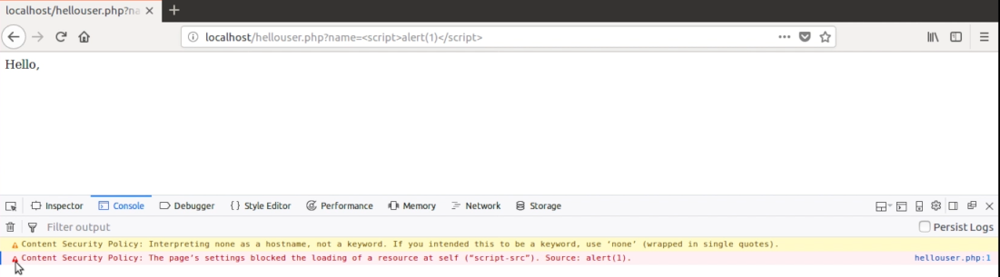 localhost/hellouser.php?na
localhost/hellouser.php?name=<script>alert(1)</script>
Hello,
Inspector Console Debugger { } Style Editor Performance Memory Network Storage
Filter output Persist Logs
Content Security Policy: Interpreting none as a hostname, not a keyword. If you intended this to be a keyword, use ‘none’ (wrapped in single quotes).
Content Security Policy: The page’s settings blocked the loading of a resource at self (“script-src”). Source: alert(1). hellouser.php:1